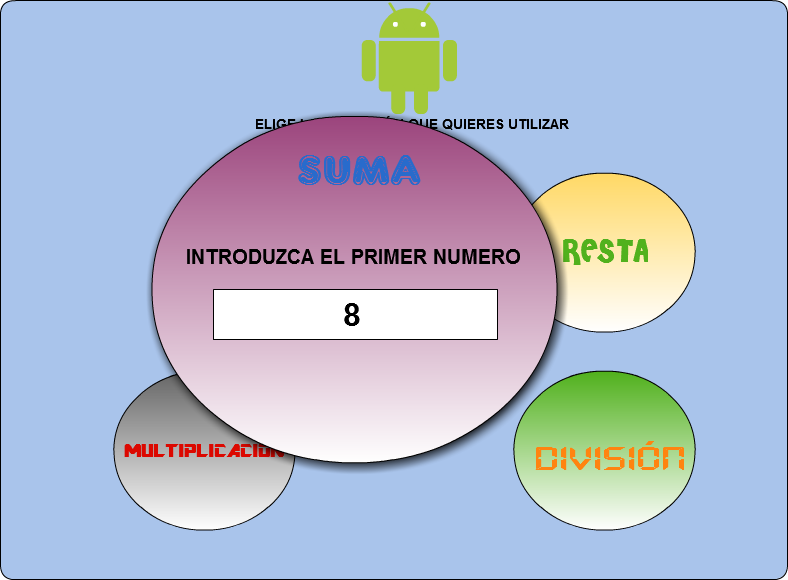 ELIGE QUE QUIERES UTILIZAR
SUMA
INTRODUZCA EL PRIMER NUMERO
8
RESTA
MULTIPLICACION
DIVISIÓN